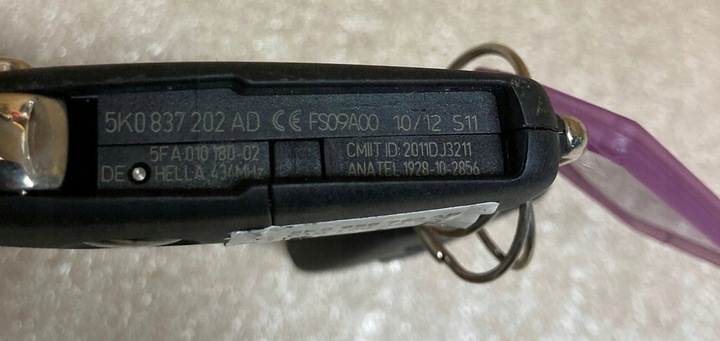 5K0 837 202 AD CE FS09A00 10/12 S11
5FA 010 180-02
DE HELLA 434MHz
CMIIT ID: 2011DJ3211
ANATEL 1928-10-2856